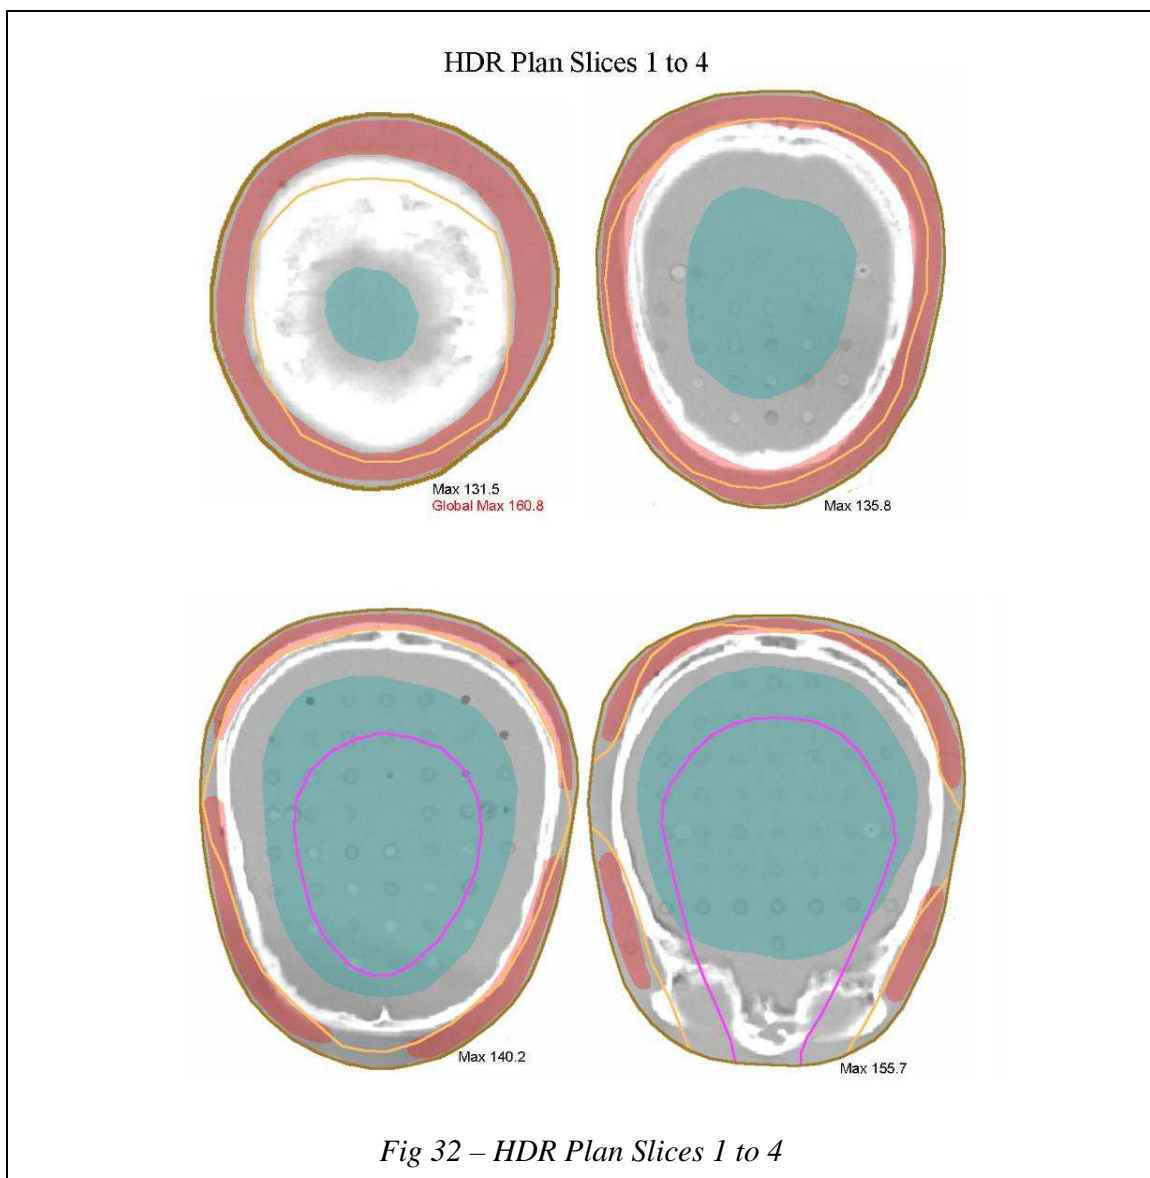 HDR Plan Slices 1 to 4
Max 131.5
Global Max 160.8
Max 135.8
Max 140.2
Max 155.7
Fig 32 – HDR Plan Slices 1 to 4